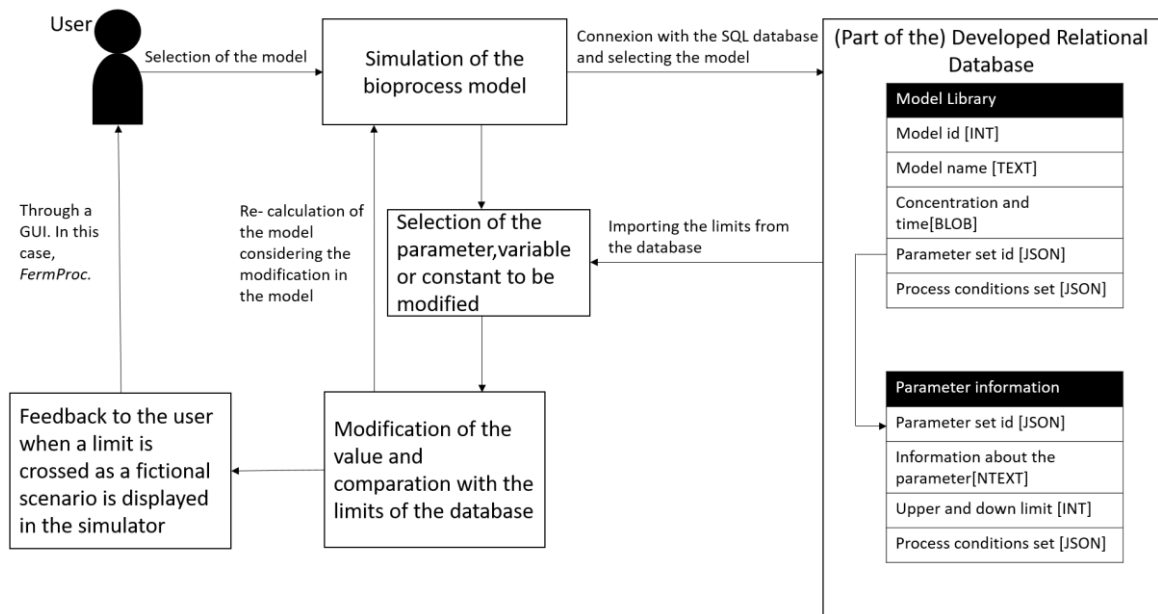 User
Selection of the model
Simulation of the
bioprocess model
Connexion with the SQL database
and selecting the model
(Part of the) Developed Relational
Database
Model Library
Model id [INT]
Model name [TEXT]
Concentration and
time[BLOB]
Parameter set id [JSON]
Process conditions set [JSON]
Through a
GUI. In this
case,
FermProc.
Re- calculation of
the model
considering the
modification in
the model
Selection of the
parameter,variable
or constant to be
modified
Importing the limits from
the database
Feedback to the user
when a limit is
crossed as a fictional
scenario is displayed
in the simulator
Modification of the
value and
comparation with the
limits of the database
Parameter information
Parameter set id [JSON]
Information about the
parameter[NTEXT]
Upper and down limit [INT]
Process conditions set [JSON]